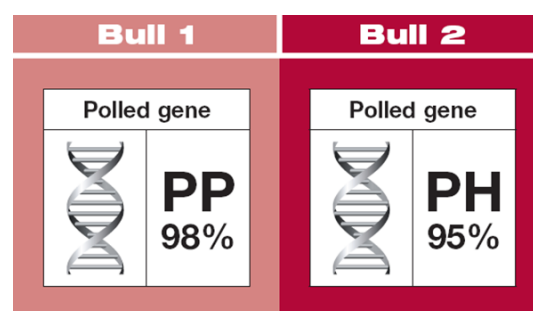 Bull 1
Polled gene
PP
98%
Bull 2
Polled gene
PH
95%